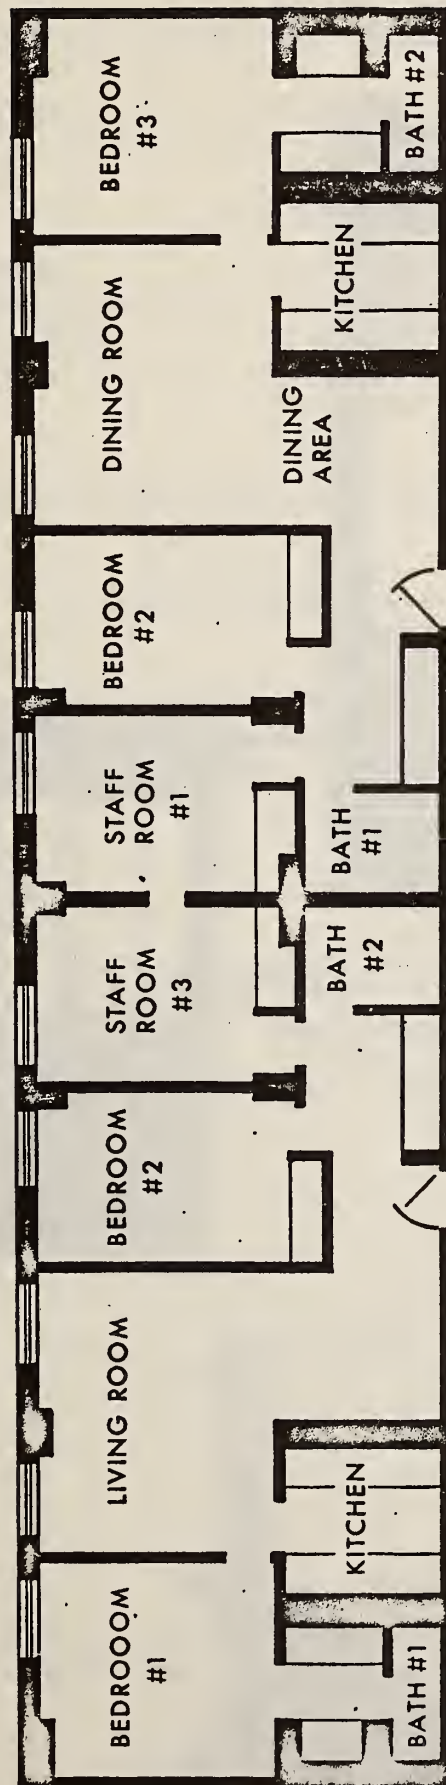 BEDROOOM
#1
LIVING ROOM
BEDROOM
#2
STAFF
ROOM
#3
STAFF
ROOM
#1
BEDROOM
#2
DINING ROOM
BEDROOM
#3
BATH #1
KITCHEN
BATH
#2
BATH
#1
DINING
AREA
KITCHEN
BATH #2